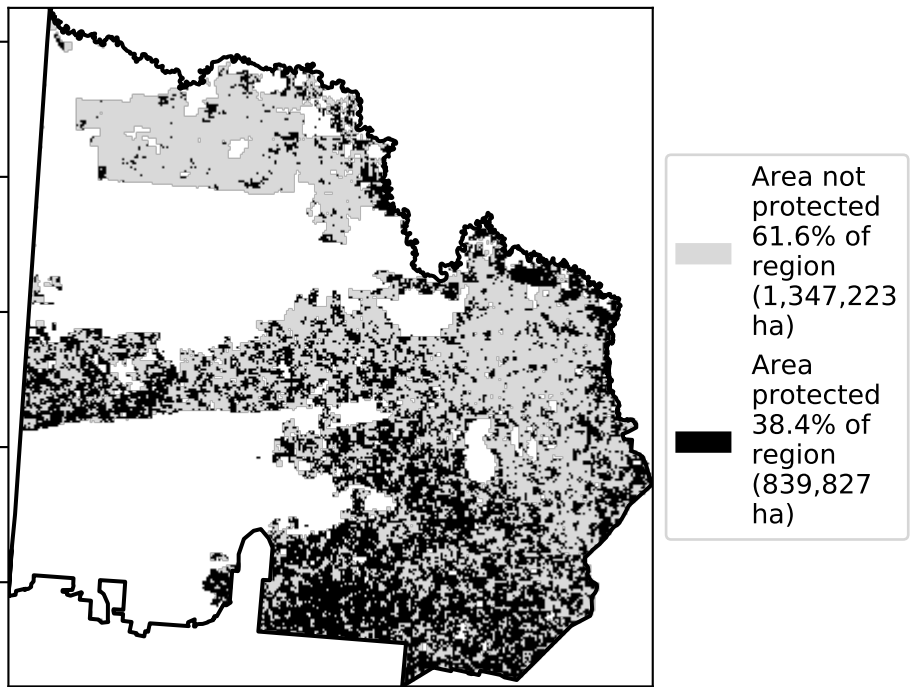 Area not
protected
61.6% of
region
(1,347,223
ha)
Area
protected
38.4% of
region
(839,827
ha)